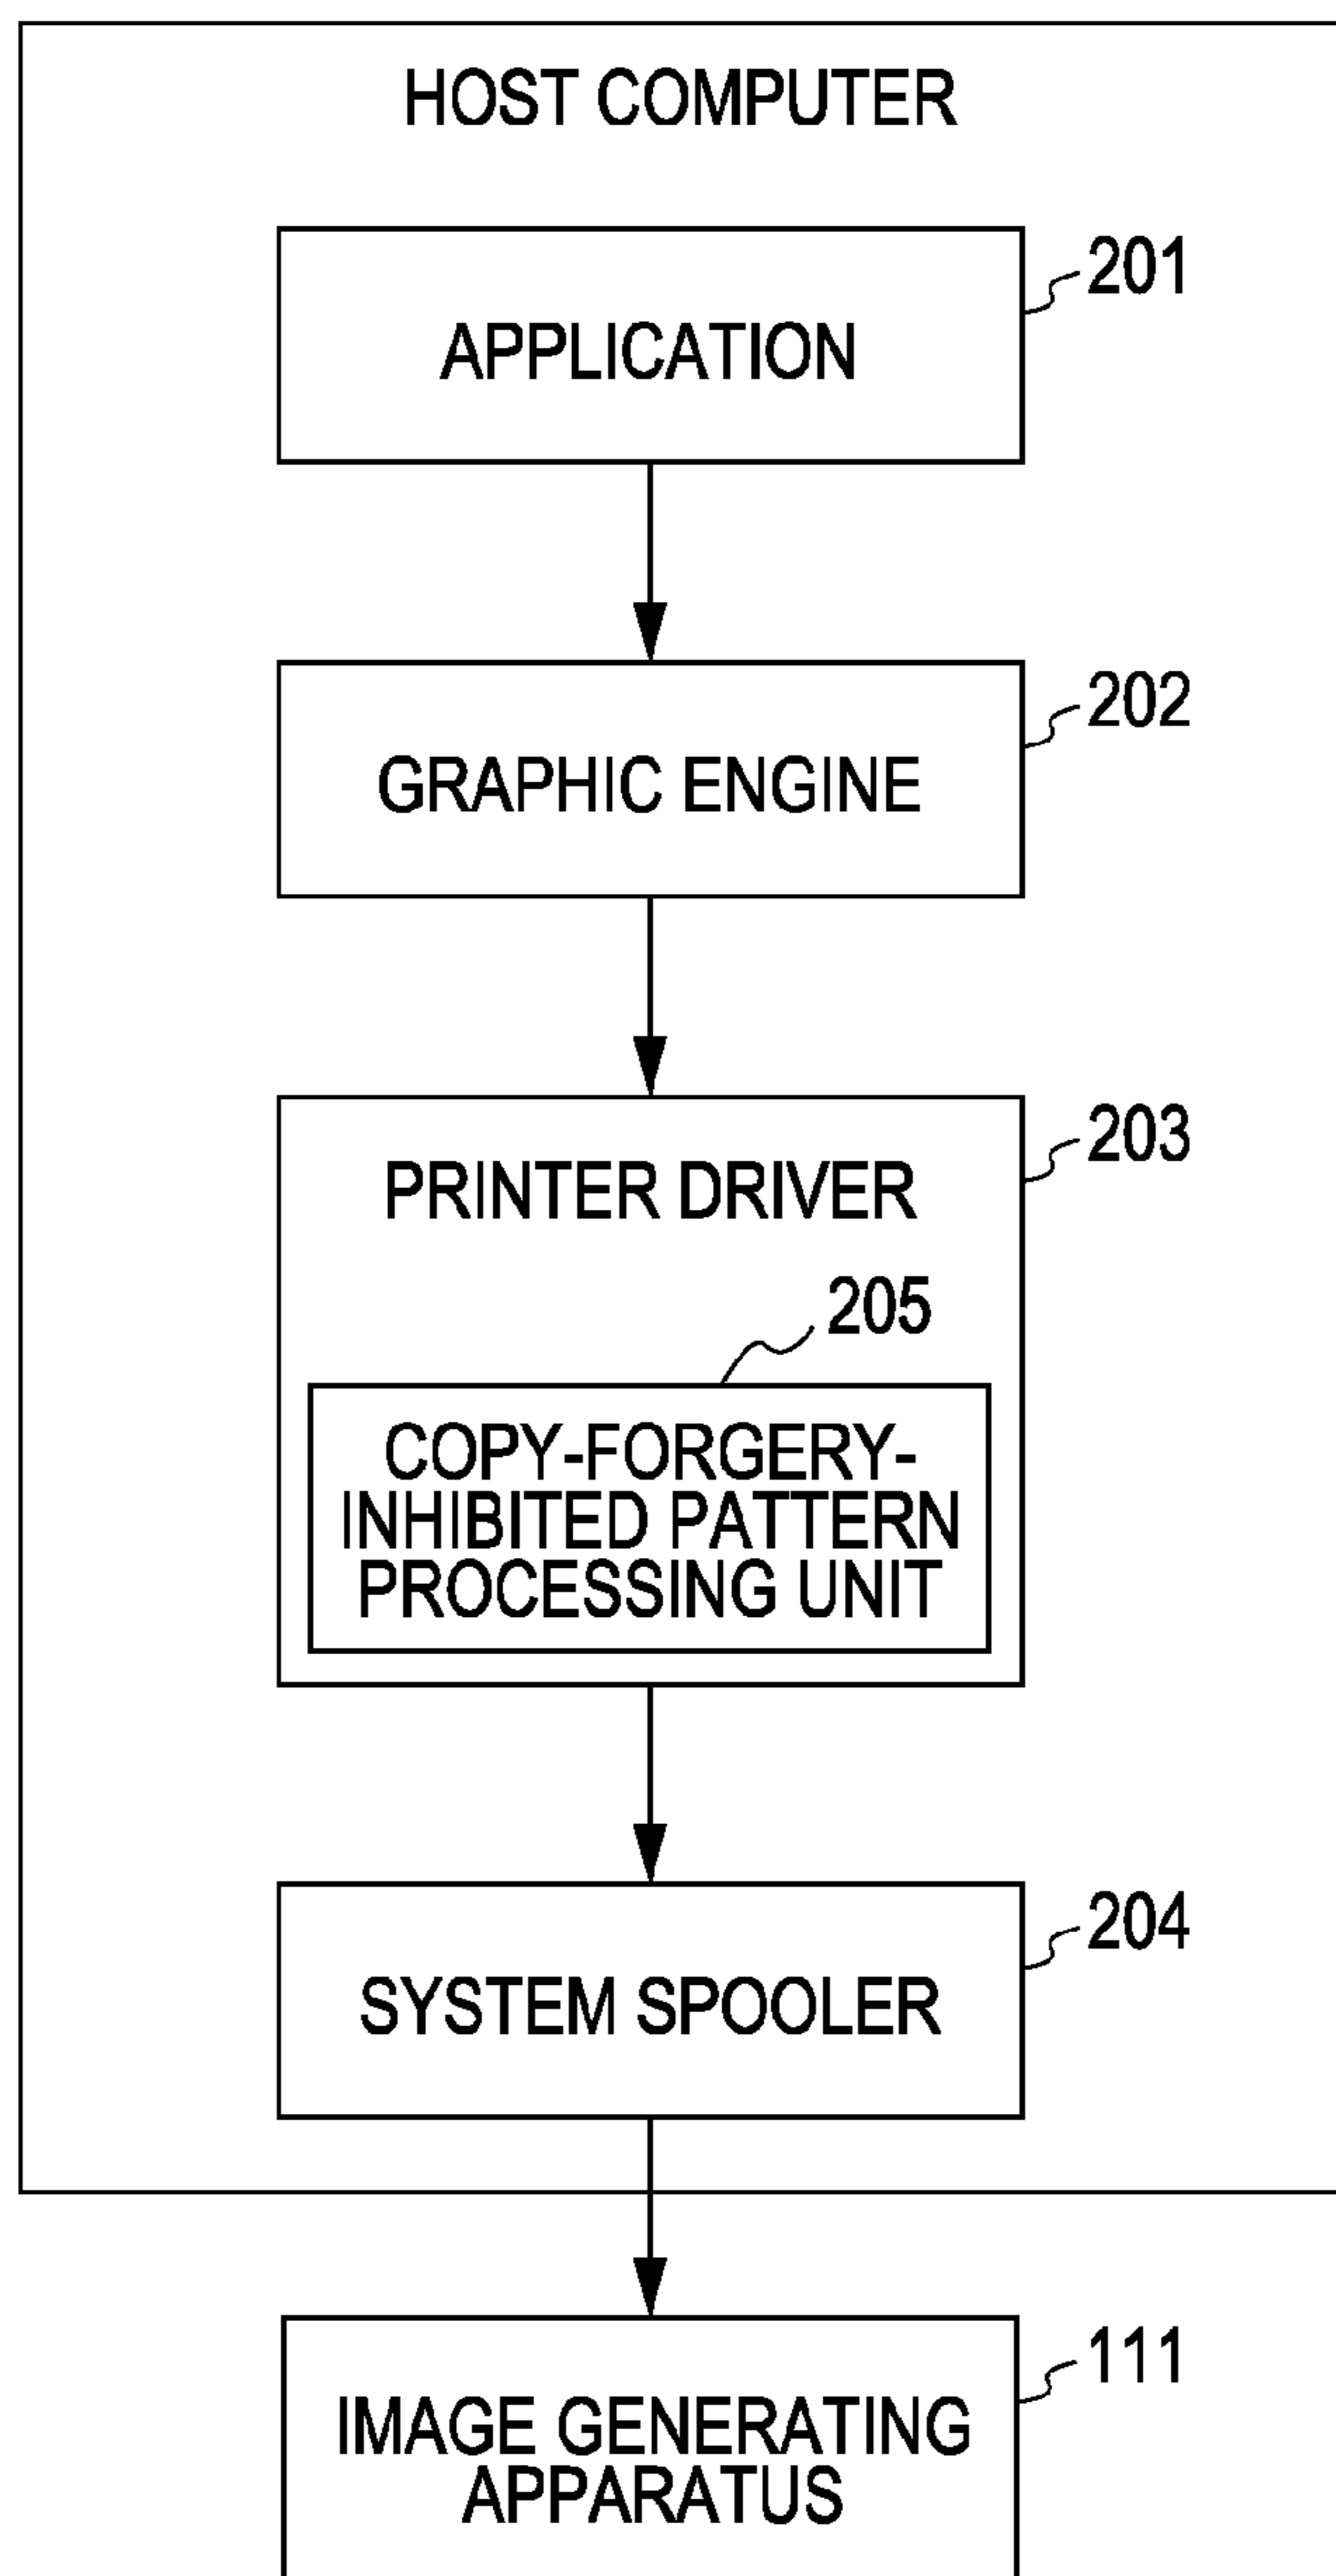 HOST COMPUTER
201
APPLICATION
202
GRAPHIC ENGINE
203
PRINTER DRIVER
205
COPY-FORGERY-
INHIBITED PATTERN
PROCESSING UNIT
204
SYSTEM SPOOLER
111
IMAGE GENERATING
APPARATUS